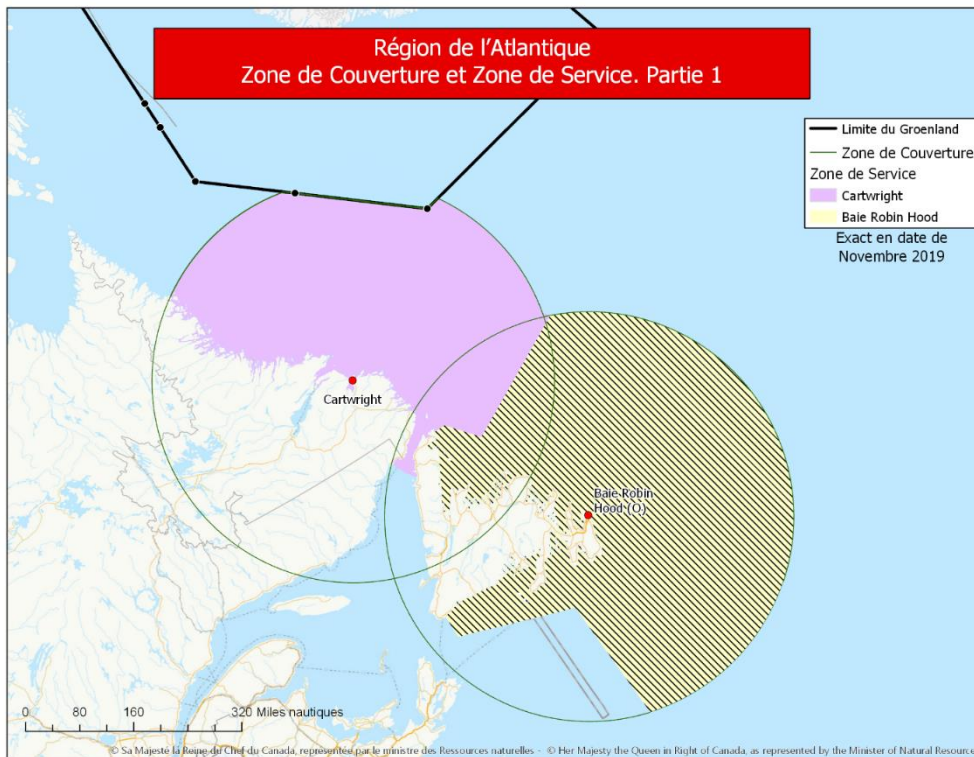 Région de l'Atlantique
Zone de Couverture et Zone de Service. Partie 1
Limite du Groenland
Zone de Couverture
Zone de Service
Cartwright
Baie Robin Hood
Exact en date de
Novembre 2019
Cartwright
Baie Robin
Hood (O)
0 80 160 320 Miles nautiques
© Sa Majesté la Reine du Chef du Canada, représentée par le ministre des Ressources naturelles - © Her Majesty the Queen in Right of Canada, as represented by the Minister of Natural Resource